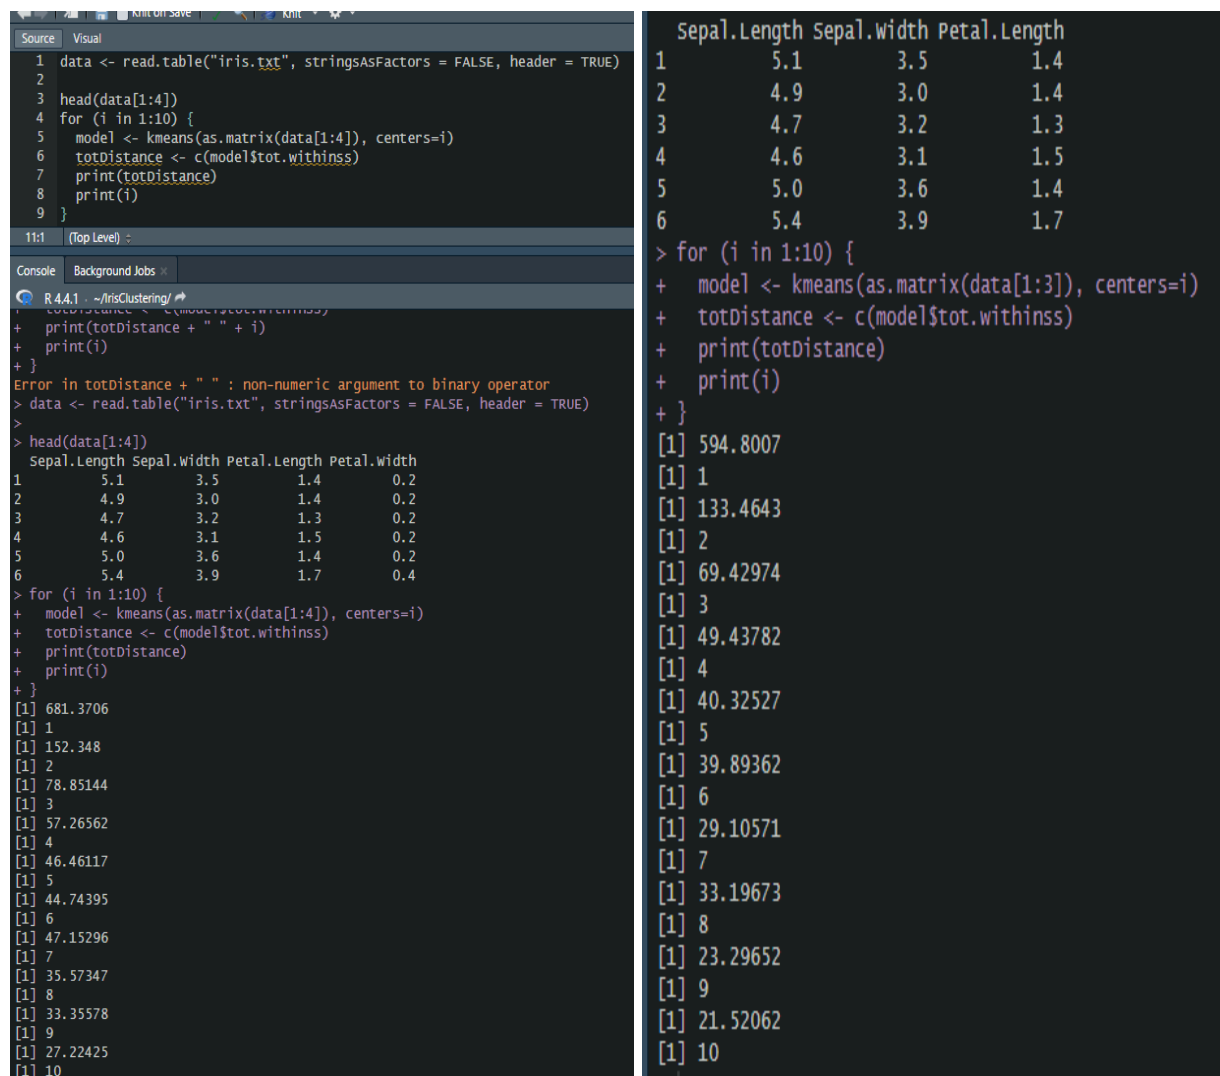 Knit on Save
Knit
Source Visual
1 data <- read.table("iris.txt", stringsAsFactors = FALSE, header = TRUE)
2
3 head(data[1:4])
4 for (i in 1:10) {
5   model <- kmeans(as.matrix(data[1:4]), centers=i)
6   totDistance <- c(model$tot.withinss)
7   print(totDistance)
8   print(i)
9 }
11:1 (Top Level)
Console Background Jobs
R 4.4.1 · ~/IrisClustering/
+   totDistance <- c(model$tot.withinss)
+   print(totDistance + " " + i)
+   print(i)
+ }
Error in totDistance + " " : non-numeric argument to binary operator
> data <- read.table("iris.txt", stringsAsFactors = FALSE, header = TRUE)
>
> head(data[1:4])
  Sepal.Length Sepal.Width Petal.Length Petal.Width
1 5.1 3.5 1.4 0.2
2 4.9 3.0 1.4 0.2
3 4.7 3.2 1.3 0.2
4 4.6 3.1 1.5 0.2
5 5.0 3.6 1.4 0.2
6 5.4 3.9 1.7 0.4
> for (i in 1:10) {
+   model <- kmeans(as.matrix(data[1:4]), centers=i)
+   totDistance <- c(model$tot.withinss)
+   print(totDistance)
+   print(i)
+ }
[1] 681.3706
[1] 1
[1] 152.348
[1] 2
[1] 78.85144
[1] 3
[1] 57.26562
[1] 4
[1] 46.46117
[1] 5
[1] 44.74395
[1] 6
[1] 47.15296
[1] 7
[1] 35.57347
[1] 8
[1] 33.35578
[1] 9
[1] 27.22425
[1] 10
  Sepal.Length Sepal.Width Petal.Length
1 5.1 3.5 1.4
2 4.9 3.0 1.4
3 4.7 3.2 1.3
4 4.6 3.1 1.5
5 5.0 3.6 1.4
6 5.4 3.9 1.7
> for (i in 1:10) {
+   model <- kmeans(as.matrix(data[1:3]), centers=i)
+   totDistance <- c(model$tot.withinss)
+   print(totDistance)
+   print(i)
+ }
[1] 594.8007
[1] 1
[1] 133.4643
[1] 2
[1] 69.42974
[1] 3
[1] 49.43782
[1] 4
[1] 40.32527
[1] 5
[1] 39.89362
[1] 6
[1] 29.10571
[1] 7
[1] 33.19673
[1] 8
[1] 23.29652
[1] 9
[1] 21.52062
[1] 10